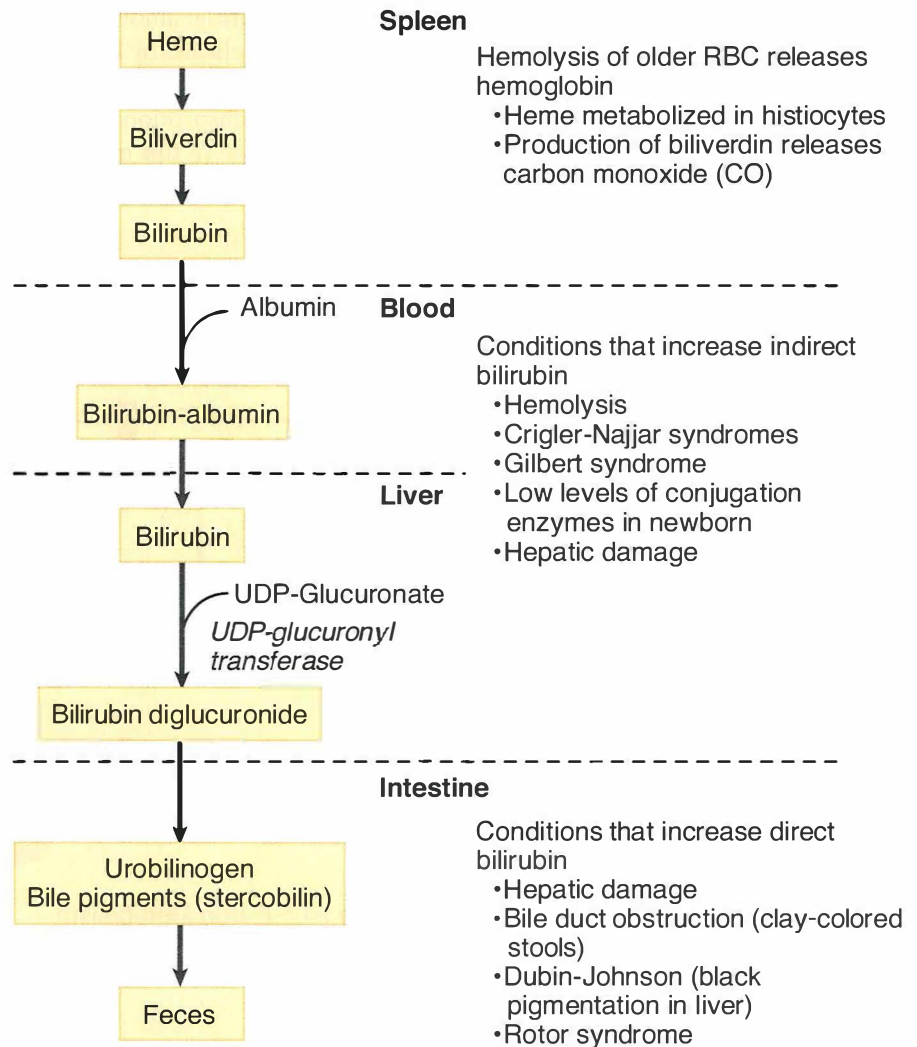 Spleen
Heme
Hemolysis of older RBC releases
hemoglobin
•Heme metabolized in histiocytes
•Production of biliverdin releases
carbon monoxide (CO)
Biliverdin
Bilirubin
Albumin
Blood
Conditions that increase indirect
bilirubin
•Hemolysis
•Crigler-Najjar syndromes
•Gilbert syndrome
•Low levels of conjugation
enzymes in newborn
•Hepatic damage
Bilirubin-albumin
Liver
Bilirubin
UDP-Glucuronate
UDP-glucuronyl
transferase
Bilirubin diglucuronide
Intestine
Conditions that increase direct
bilirubin
•Hepatic damage
•Bile duct obstruction (clay-colored
stools)
•Dubin-Johnson (black
pigmentation in liver)
•Rotor syndrome
Urobilinogen
Bile pigments (stercobilin)
Feces